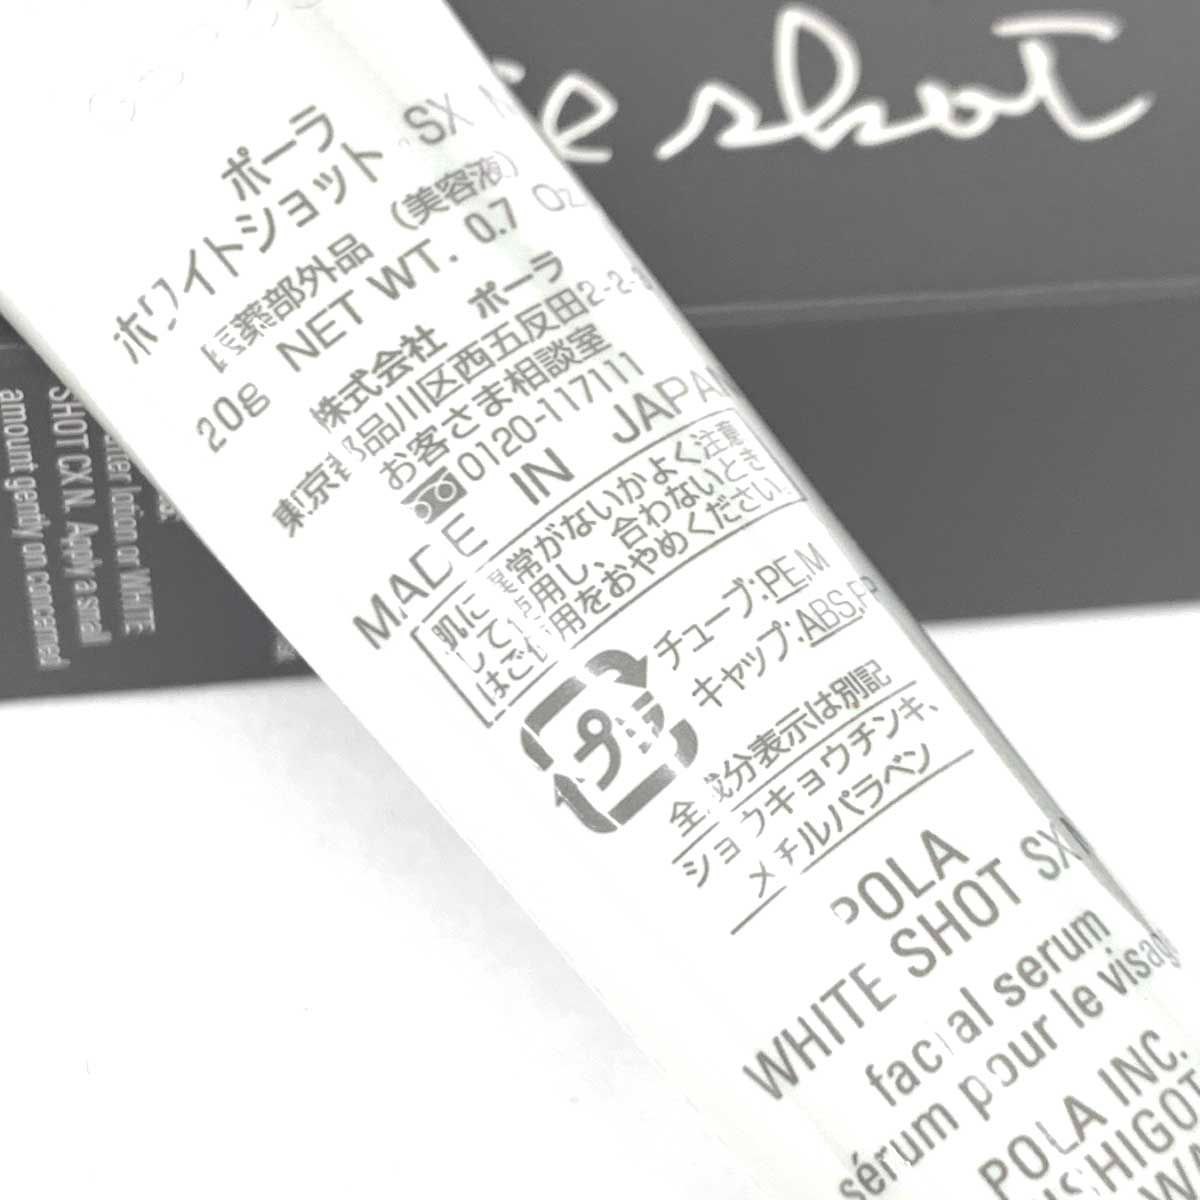 shot
ポーラ
ホワイトショット SX
医薬部外品 (美容液)
20g NET WT. 0.7 Oz
株式会社 ポーラ
東京都品川区西五反田2-2-
お客さま相談室
0120-117111
MADE IN JAPAN
肌に異常がないかよく注意
して使用し、合わないとき
はご使用をおやめください。
プラ
チューブ:PE,M
キャップ:ABS,PP
全成分表示は別記
ショウキョウチンキ、
メチルパラベン
POLA
WHITE SHOT SX
facial serum
sérum pour le visage
POLA INC.
lotion or WHITE
SHOT CX N. Apply a small
amount gently on concerned